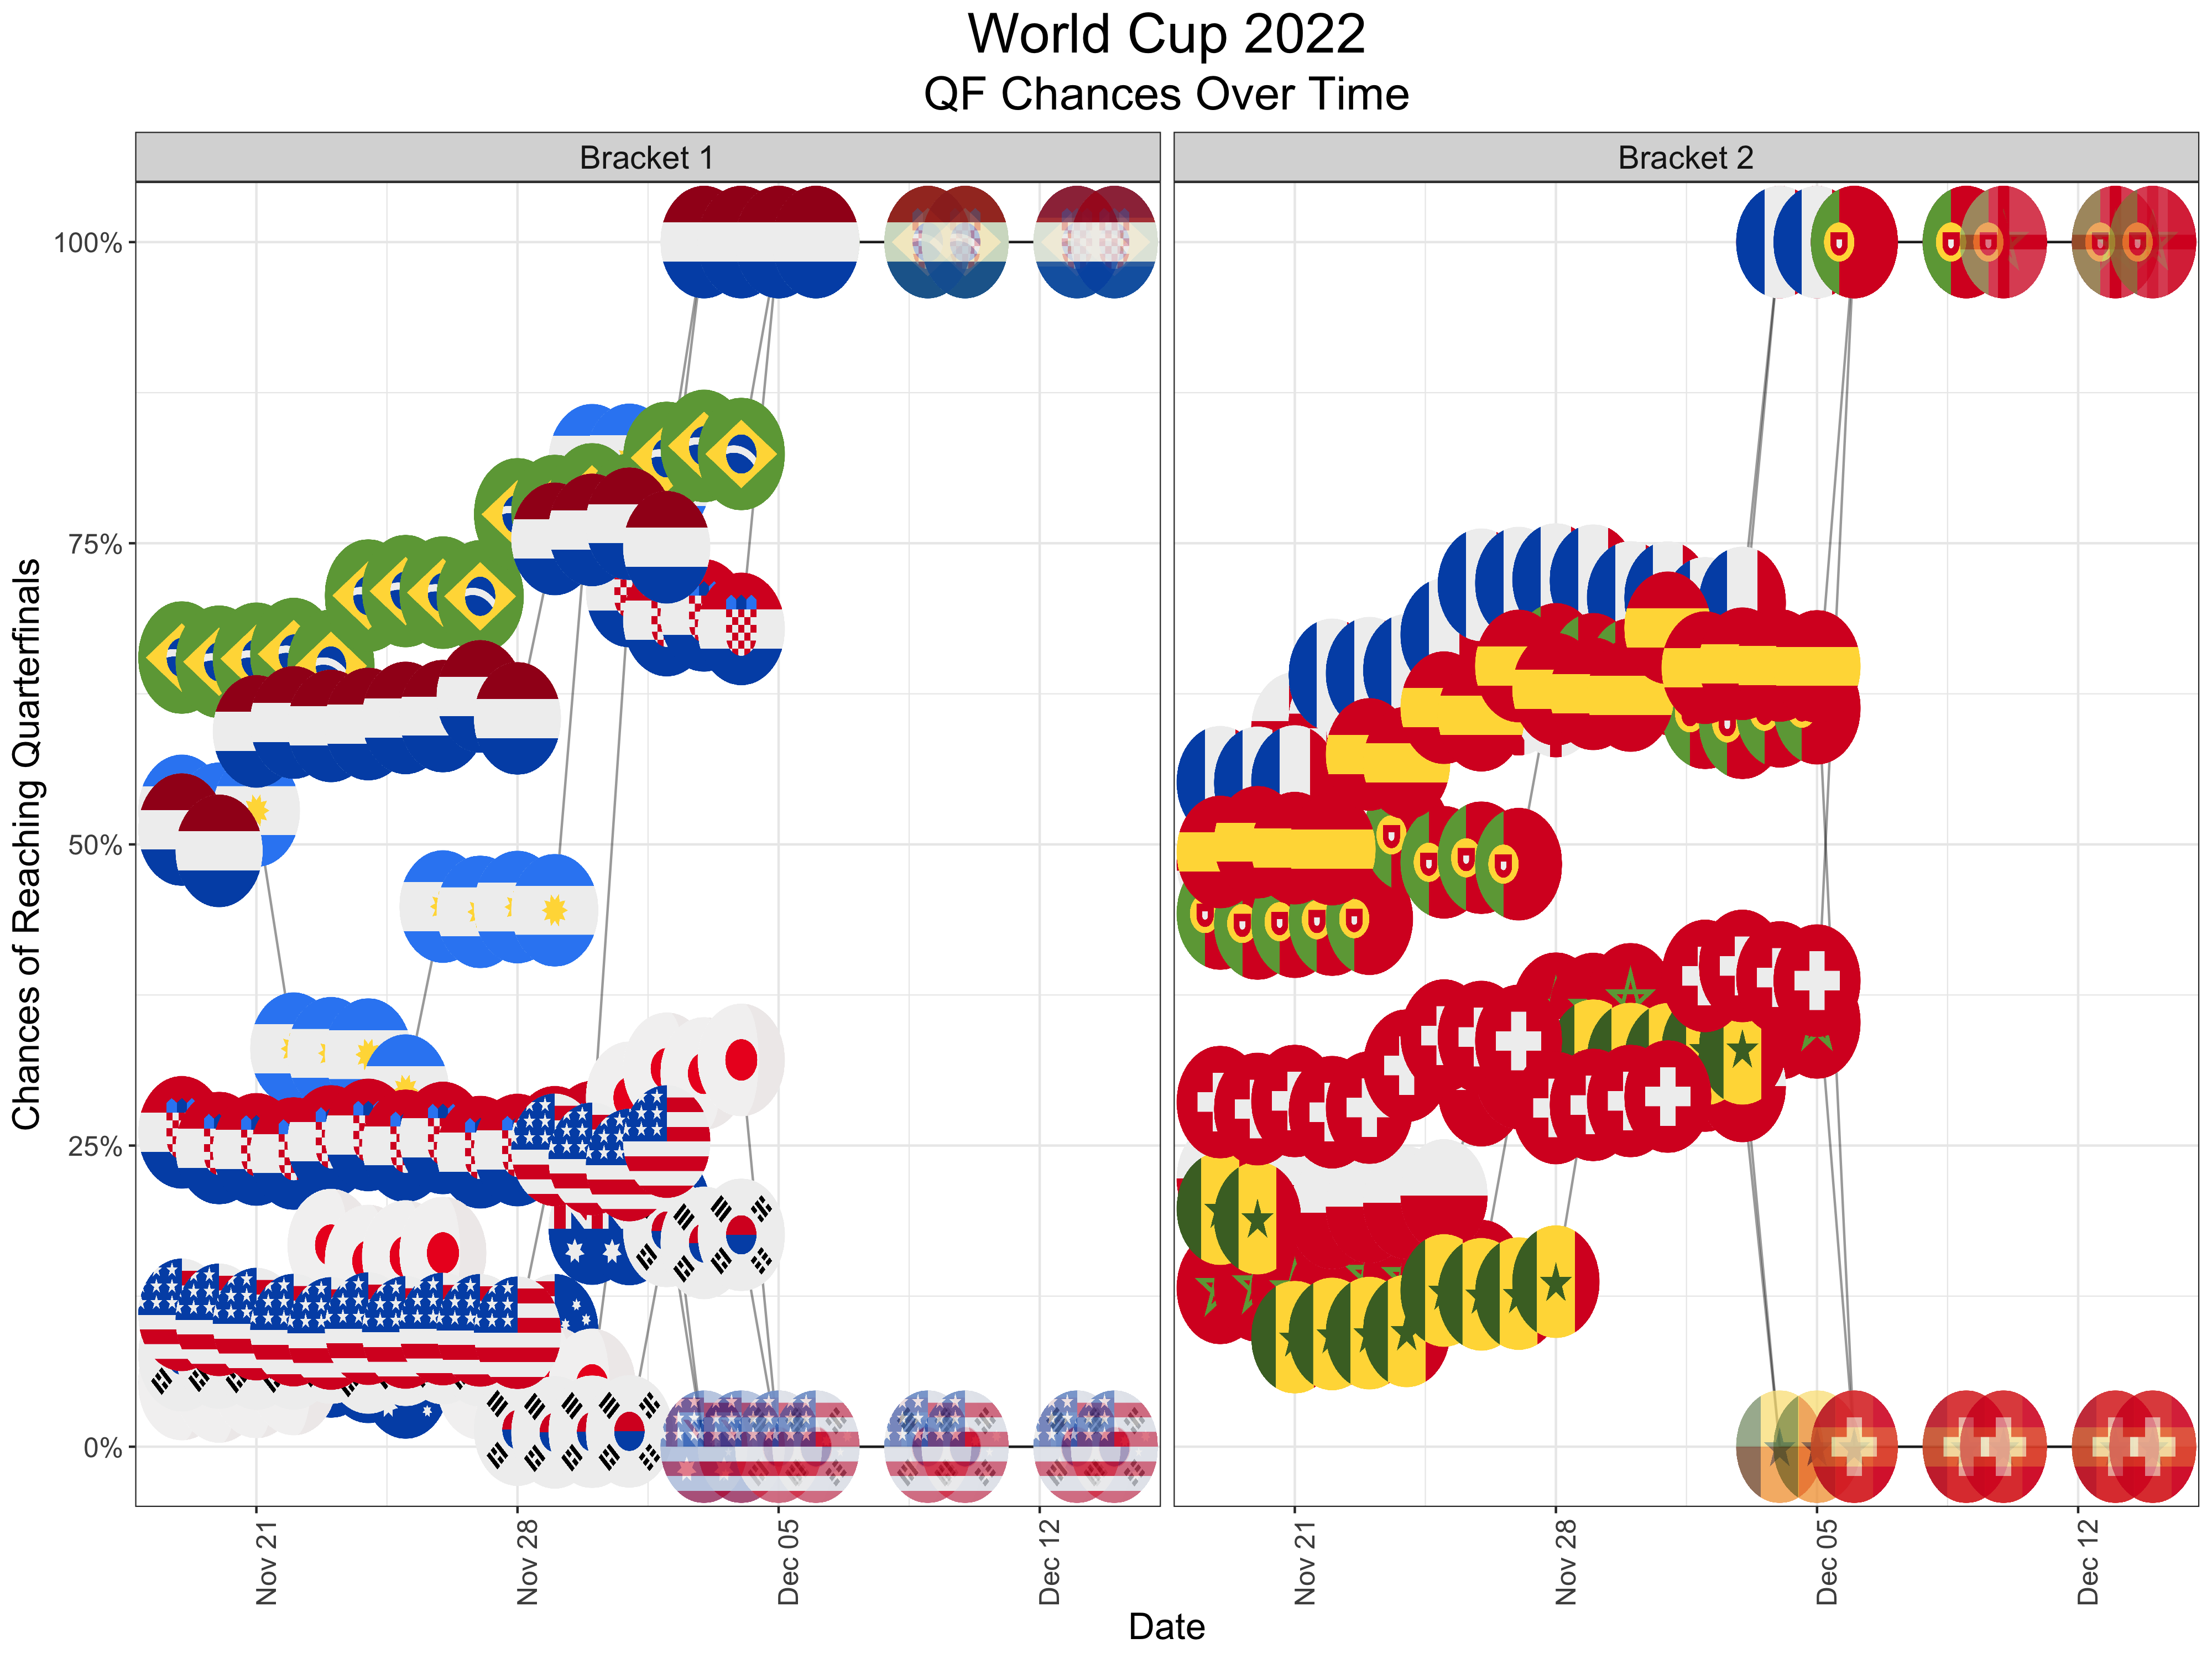 World Cup 2022
QF Chances Over Time
Bracket 1
Bracket 2
Chances of Reaching Quarterfinals
100%
75%
50%
25%
0%
Nov 21
Nov 28
Dec 05
Dec 12
Nov 21
Nov 28
Dec 05
Dec 12
Date